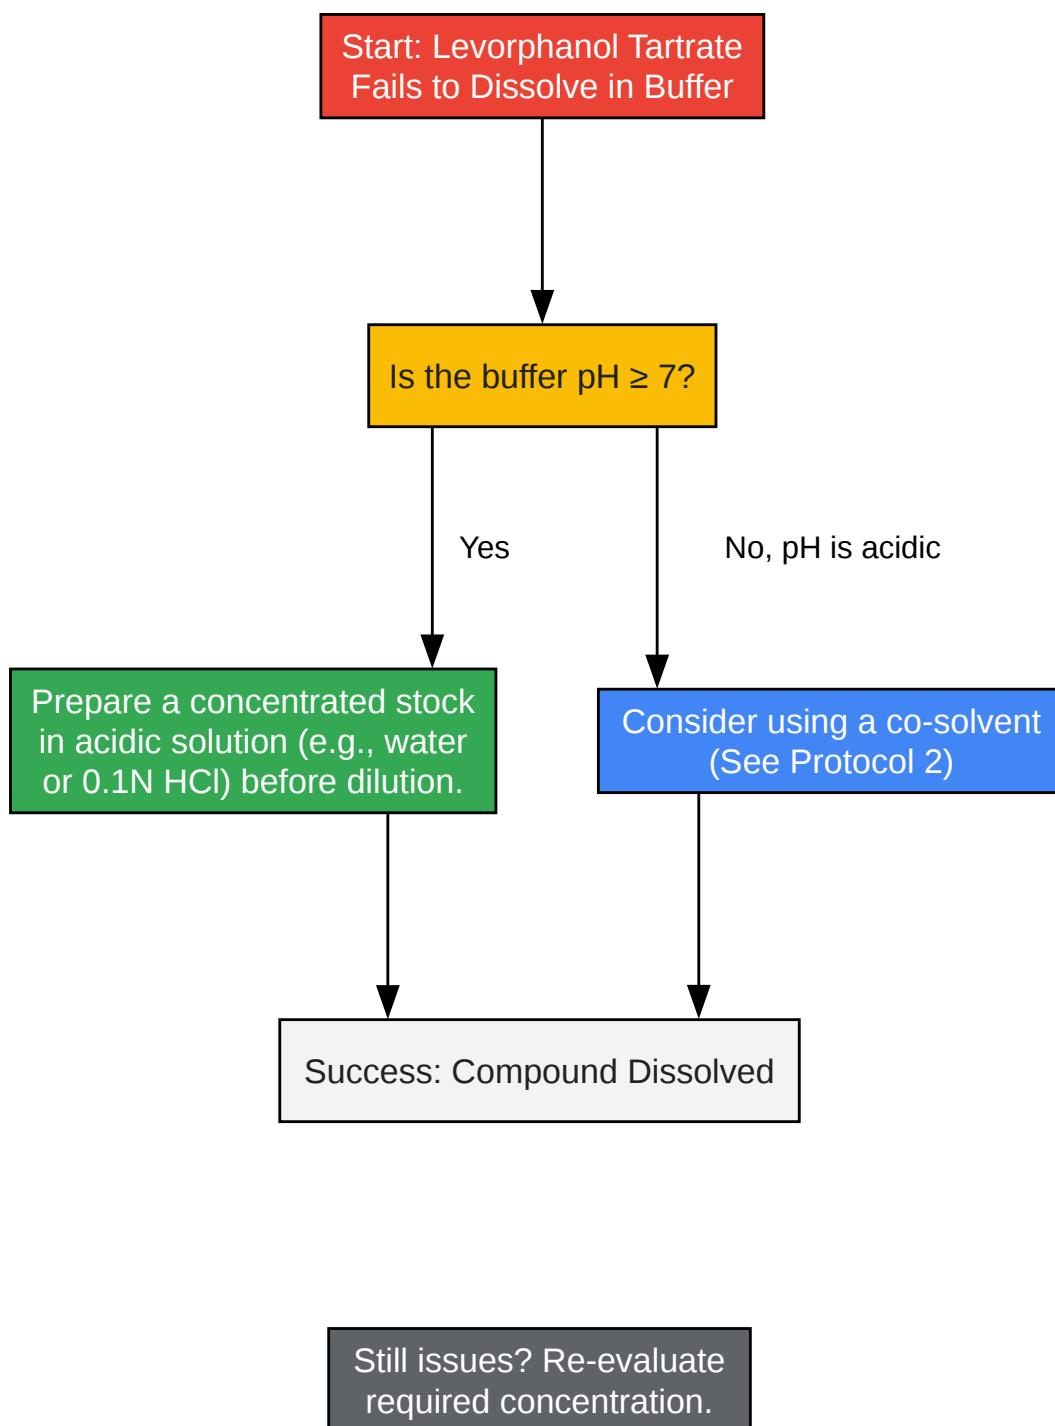 Start: Levorphanol Tartrate
Fails to Dissolve in Buffer
Is the buffer pH ≥ 7?
Yes
No, pH is acidic
Prepare a concentrated stock
in acidic solution (e.g., water
or 0.1N HCl) before dilution.
Consider using a co-solvent
(See Protocol 2)
Success: Compound Dissolved
Still issues? Re-evaluate
required concentration.